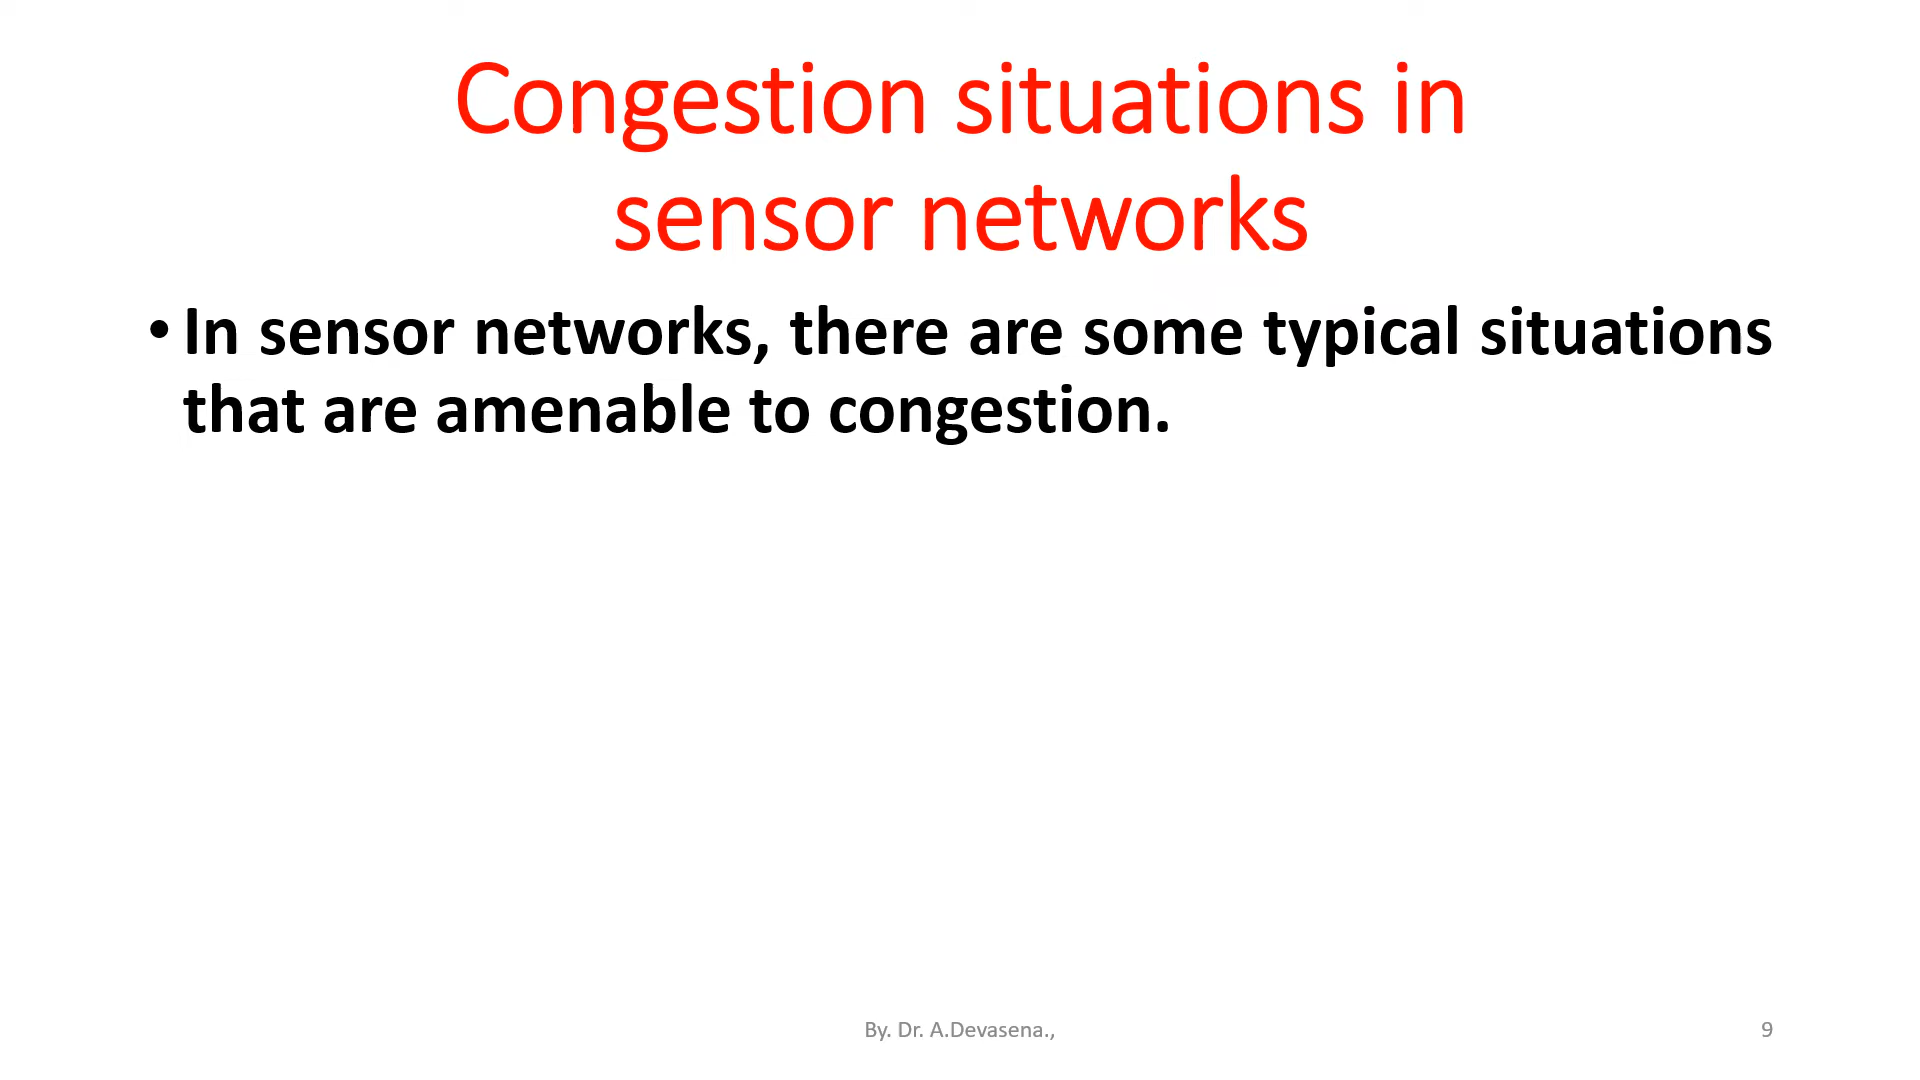 Congestion situations in
sensor networks
• In sensor networks, there are some typical situations
that are amenable to congestion.
By. Dr. A.Devasena.,
9